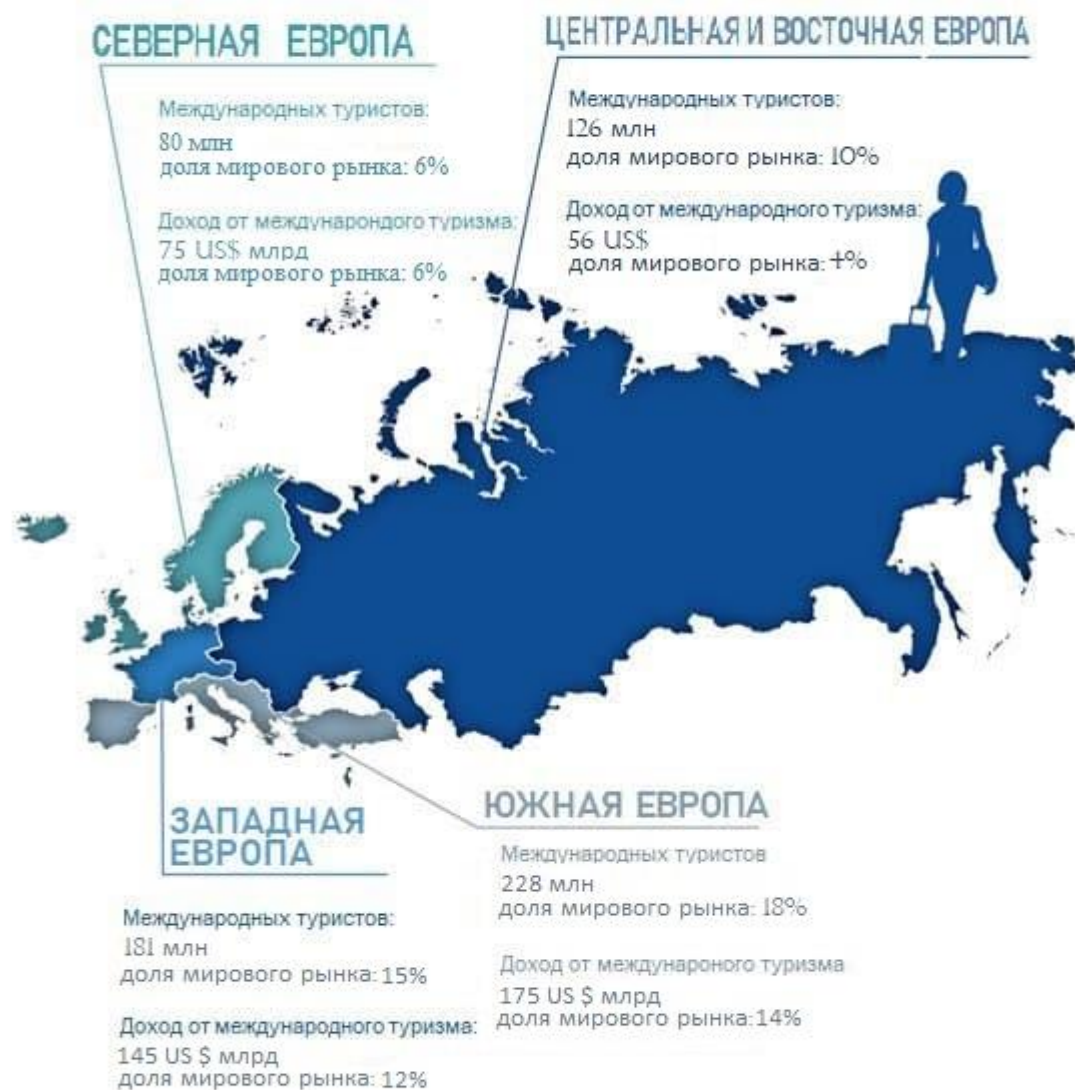 СЕВЕРНАЯ ЕВРОПА
Международных туристов:
80 млн
доля мирового рынка: 6%
Доход от междунарондого туризма:
75 US$ млрд
доля мирового рынка: 6%
ЦЕНТРАЛЬНАЯ И ВОСТОЧНАЯ ЕВРОПА
Международных туристов:
126 млн
доля мирового рынка: 10%
Доход от международного туризма:
56 US$
доля мирового рынка: +%
ЗАПАДНАЯ
ЕВРОПА
Международных туристов:
181 млн
доля мирового рынка: 15%
Доход от международного туризма:
145 US $ млрд
доля мирового рынка: 12%
ЮЖНАЯ ЕВРОПА
Международных туристов
228 млн
доля мирового рынка: 18%
Доход от междунароного туризма
175 US $ млрд
доля мирового рынка: 14%